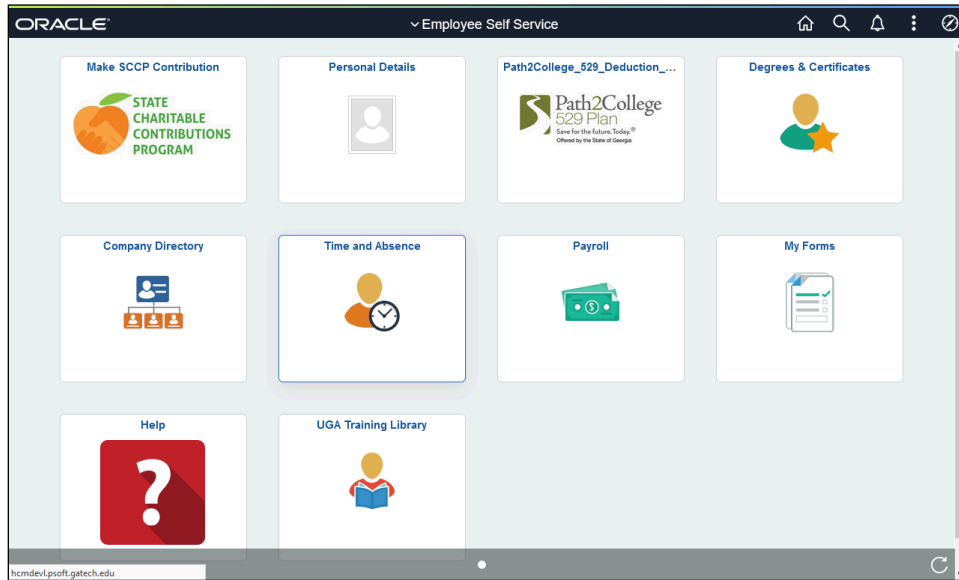 ORACLE
Employee Self Service
Make SCCP Contribution
STATE
CHARITABLE
CONTRIBUTIONS
PROGRAM
Personal Details
Path2College_529_Deduction_...
Path2College
529 Plan
Save for the future. Today.®
Offered by the State of Georgia
Degrees & Certificates
Company Directory
Time and Absence
Payroll
$
My Forms
Help
?
UGA Training Library
hcmdevl.psoft.gatech.edu